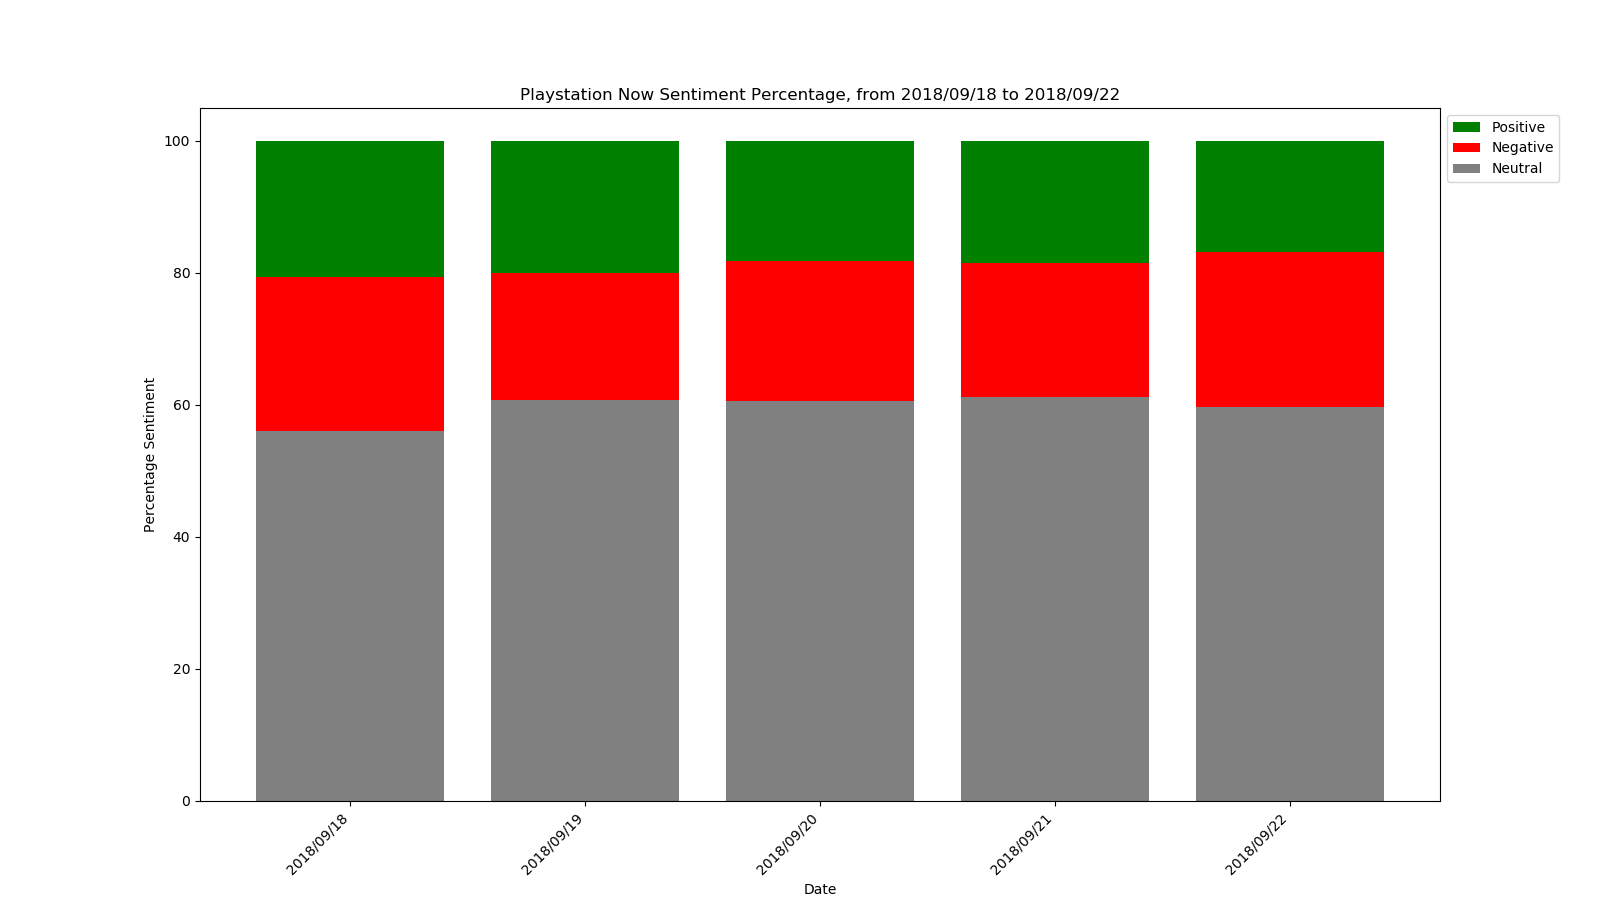 Playstation Now Sentiment Percentage, from 2018/09/18 to 2018/09/22
Positive
Negative
Neutral
Percentage Sentiment
100
80
60
40
20
0
2018/09/18
2018/09/19
2018/09/20
2018/09/21
2018/09/22
Date